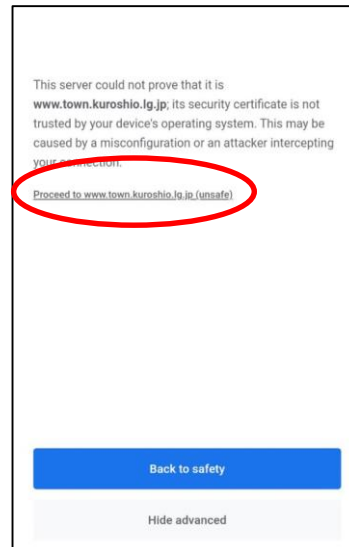 This server could not prove that it is
www.town.kuroshio.lg.jp; its security certificate is not
trusted by your device's operating system. This may be
caused by a misconfiguration or an attacker intercepting
your connection.
Proceed to www.town.kuroshio.lg.jp (unsafe)
Back to safety
Hide advanced